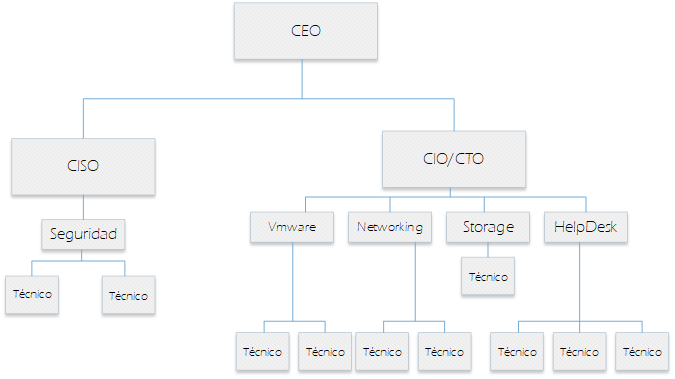 CEO
CISO
CIO/CTO
Seguridad
Vmware
Networking
Storage
HelpDesk
Técnico
Técnico
Técnico
Técnico
Técnico
Técnico
Técnico
Técnico
Técnico
Técnico